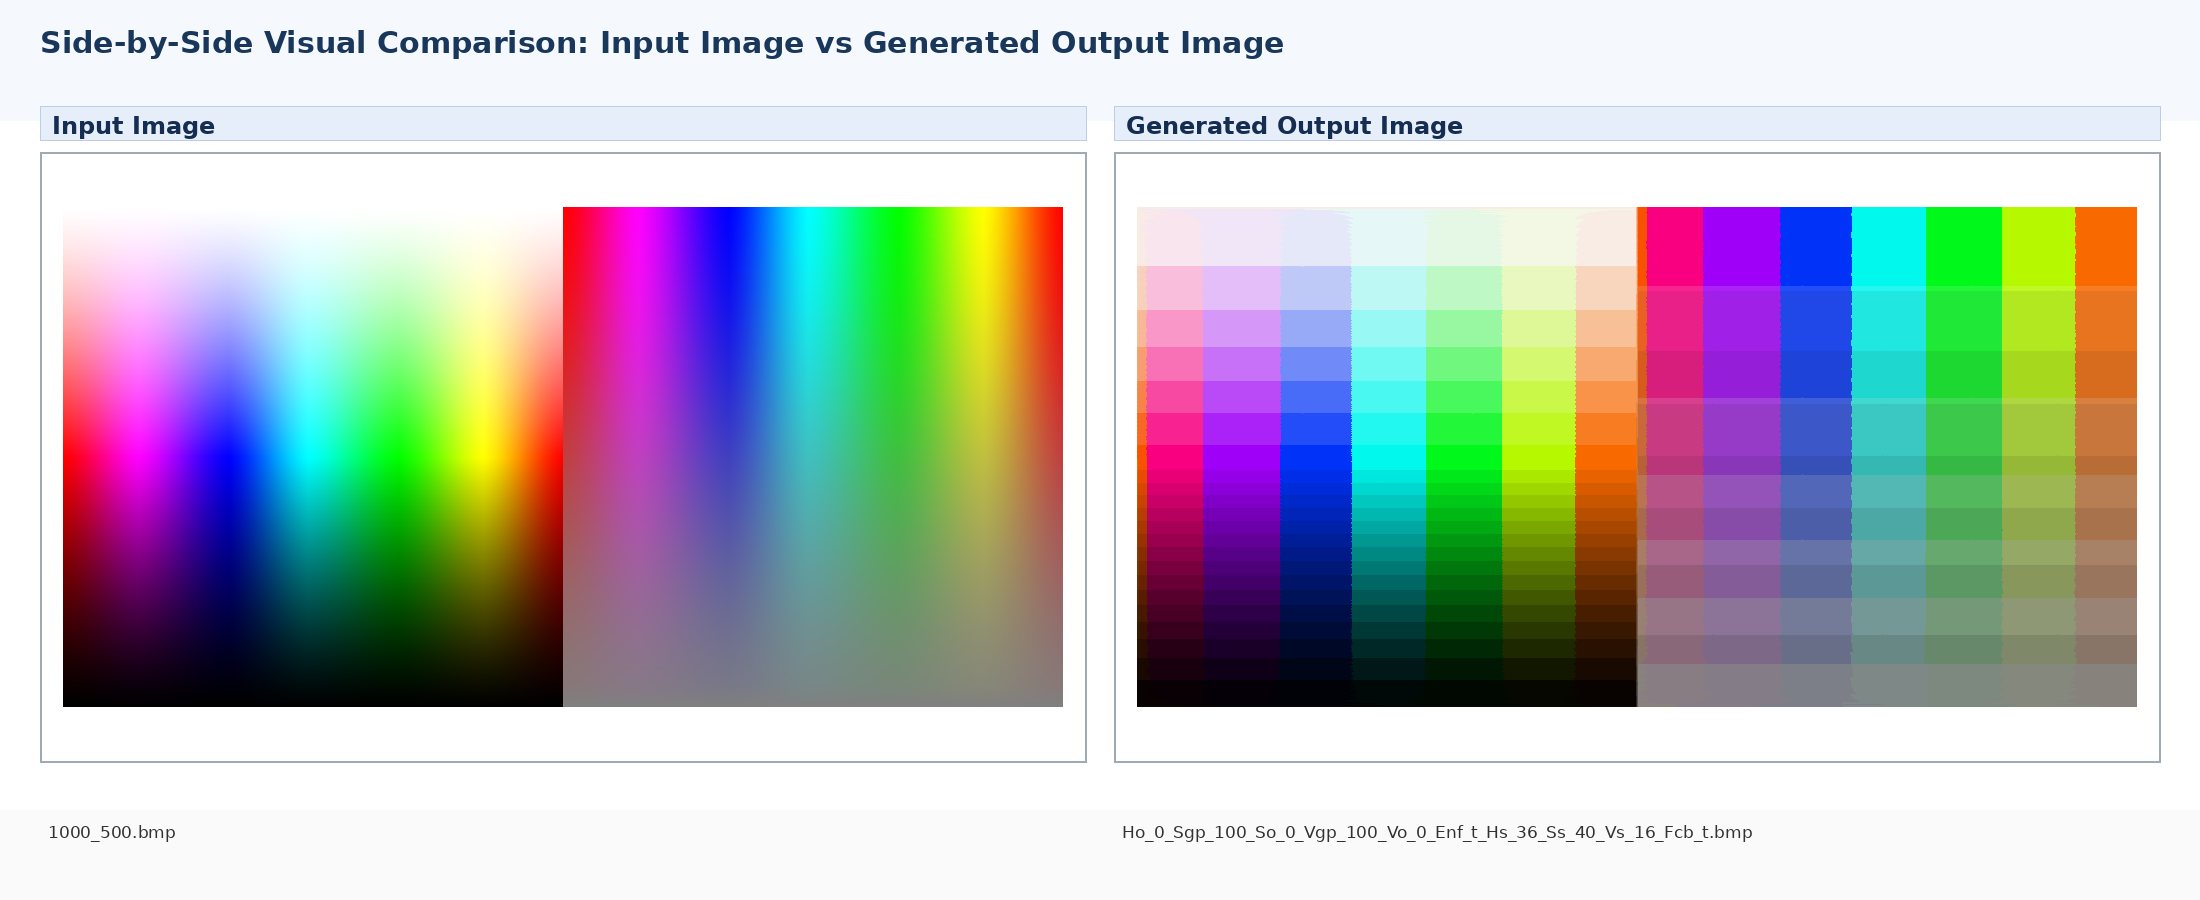 Side-by-Side Visual Comparison: Input Image vs Generated Output Image
Input Image
Generated Output Image
1000_500.bmp
Ho_0_Sgp_100_So_0_Vgp_100_Vo_0_Enf_t_Hs_36_Ss_40_Vs_16_Fcb_t.bmp